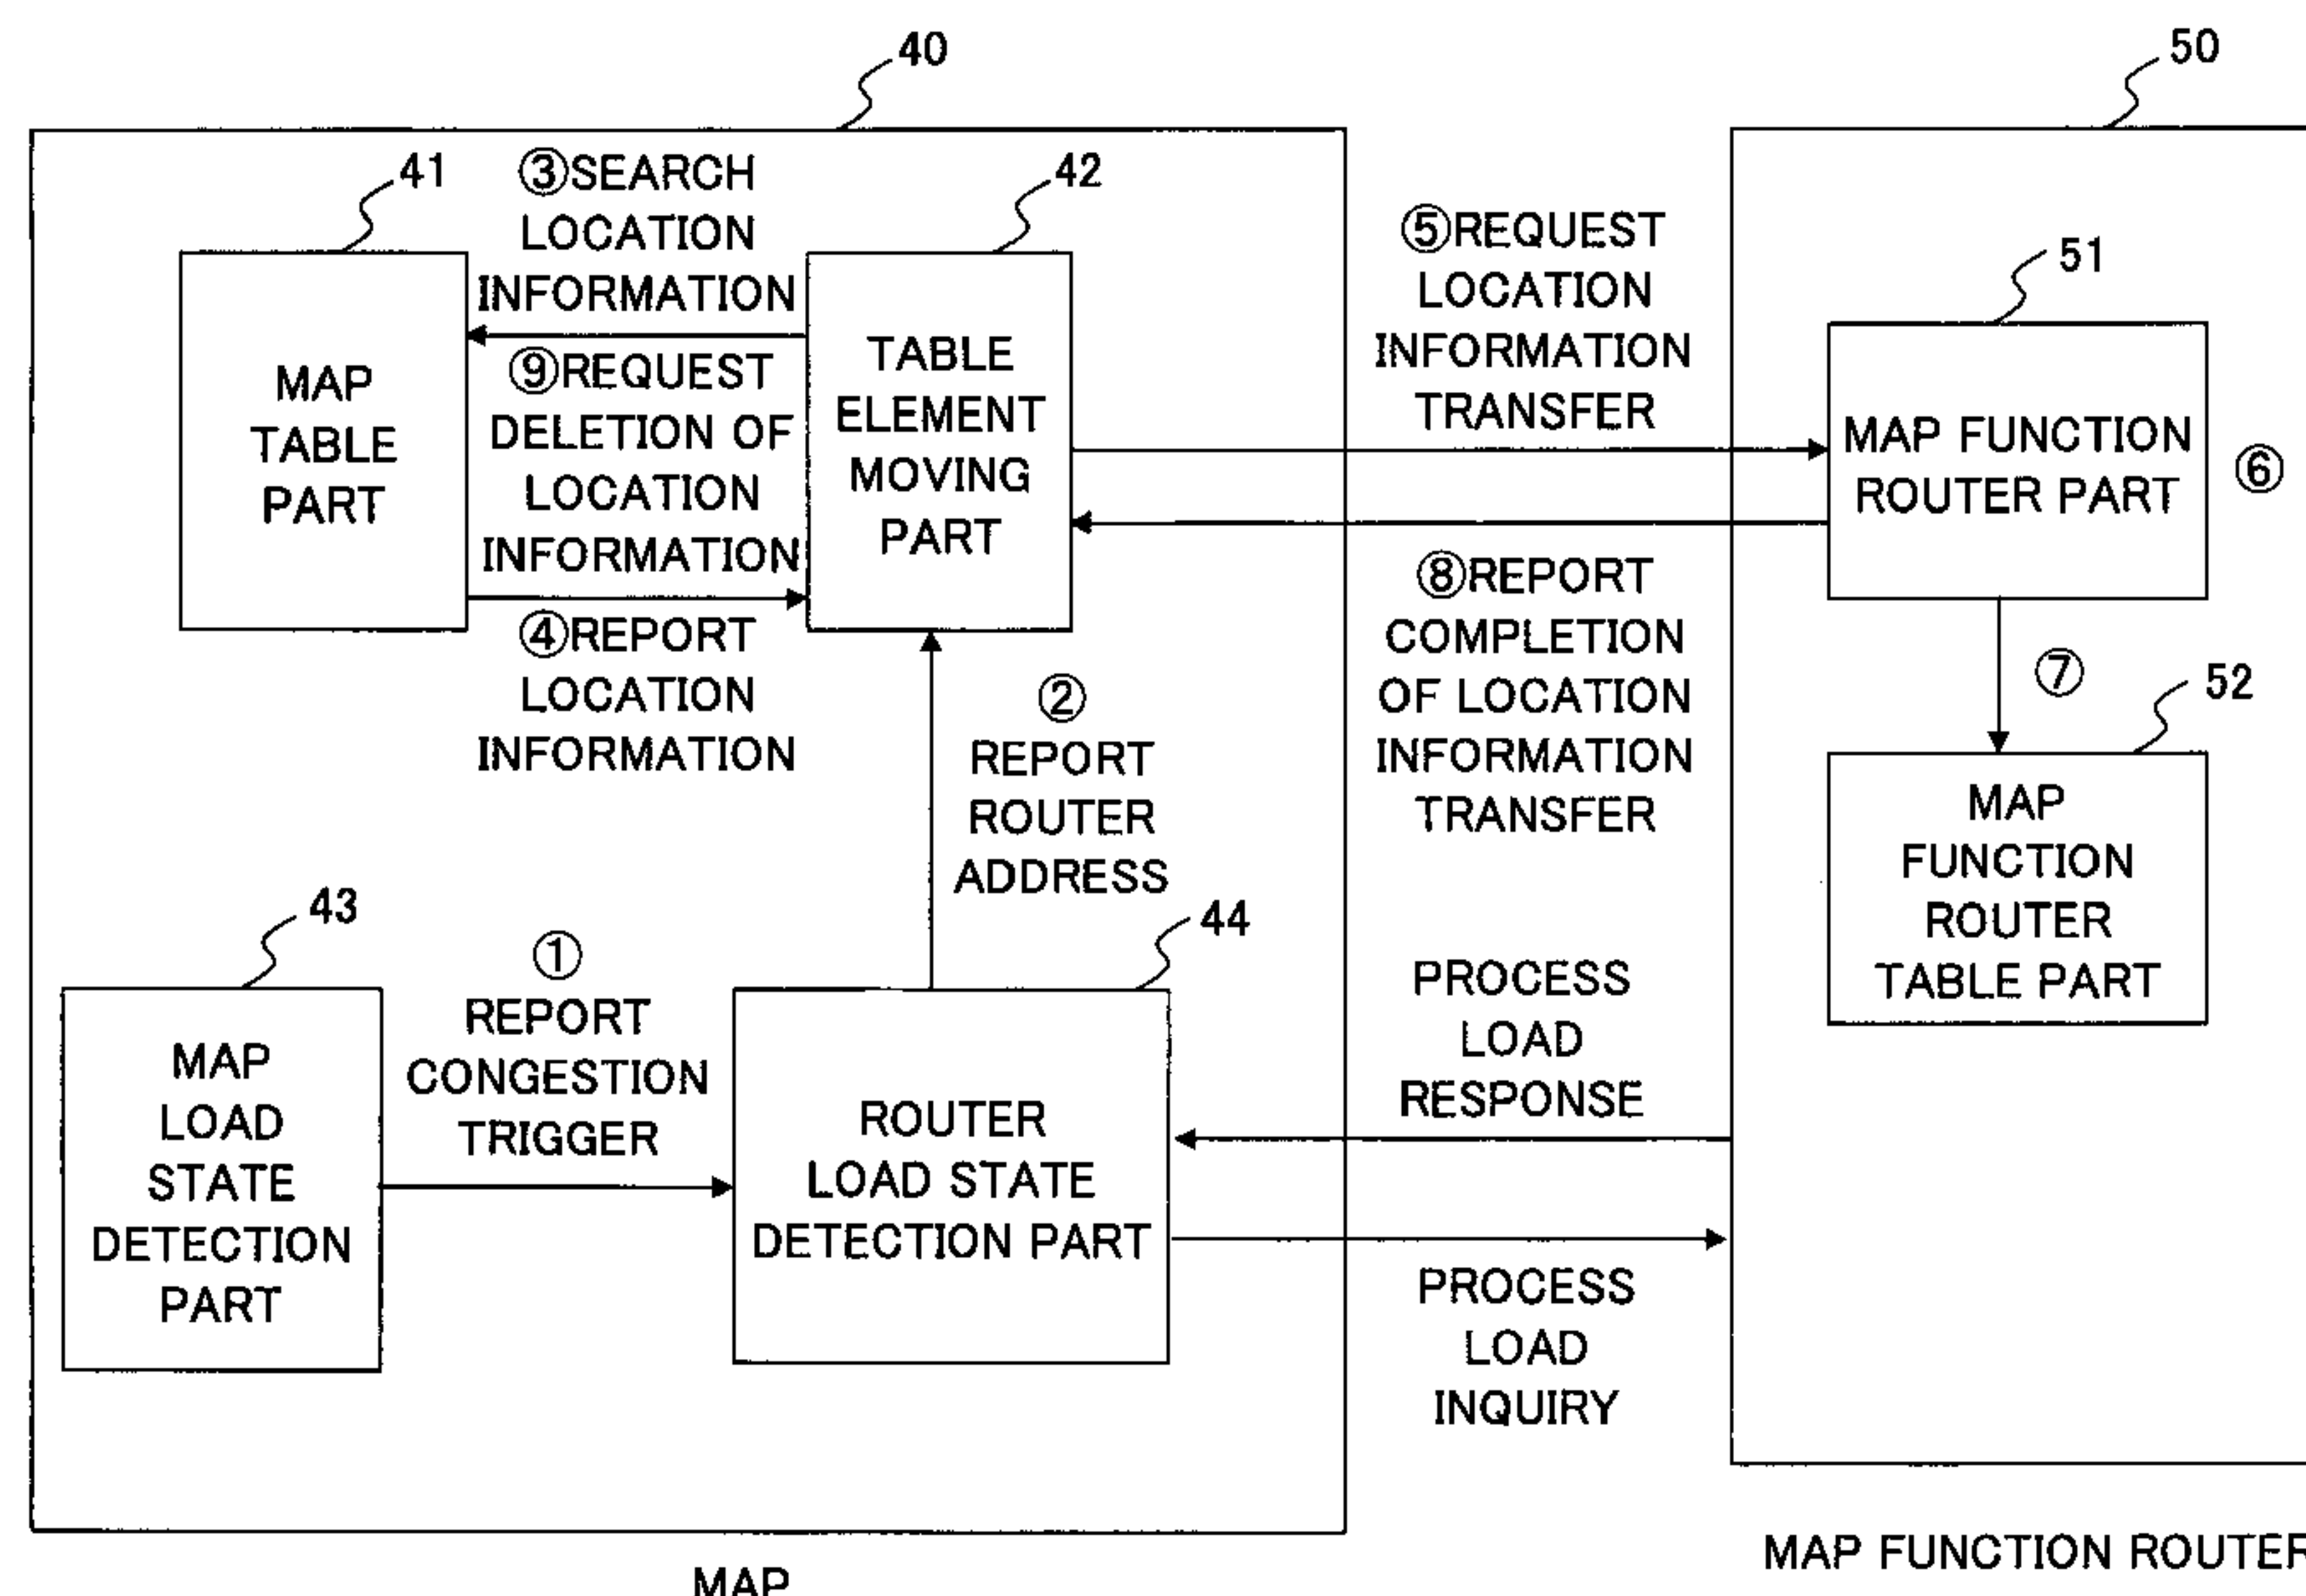 40
50
41
③SEARCH
LOCATION
INFORMATION
42
⑤REQUEST
LOCATION
INFORMATION
TRANSFER
51
MAP
TABLE
PART
⑨REQUEST
DELETION OF
LOCATION
INFORMATION
TABLE
ELEMENT
MOVING
PART
MAP FUNCTION
ROUTER PART
⑥
④REPORT
LOCATION
INFORMATION
②
REPORT
ROUTER
ADDRESS
⑧REPORT
COMPLETION
OF LOCATION
INFORMATION
TRANSFER
⑦
52
MAP
FUNCTION
ROUTER
TABLE PART
43
①
REPORT
CONGESTION
TRIGGER
44
PROCESS
LOAD
RESPONSE
MAP
LOAD
STATE
DETECTION
PART
ROUTER
LOAD STATE
DETECTION PART
PROCESS
LOAD
INQUIRY
MAP FUNCTION ROUTER
MAP